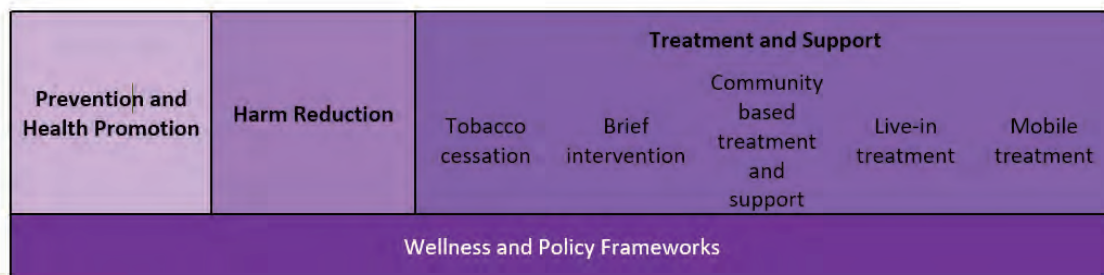 Prevention and
Health Promotion
Harm Reduction
Treatment and Support
Tobacco
cessation
Brief
intervention
Community
based
treatment
and
support
Live-in
treatment
Mobile
treatment
Wellness and Policy Frameworks